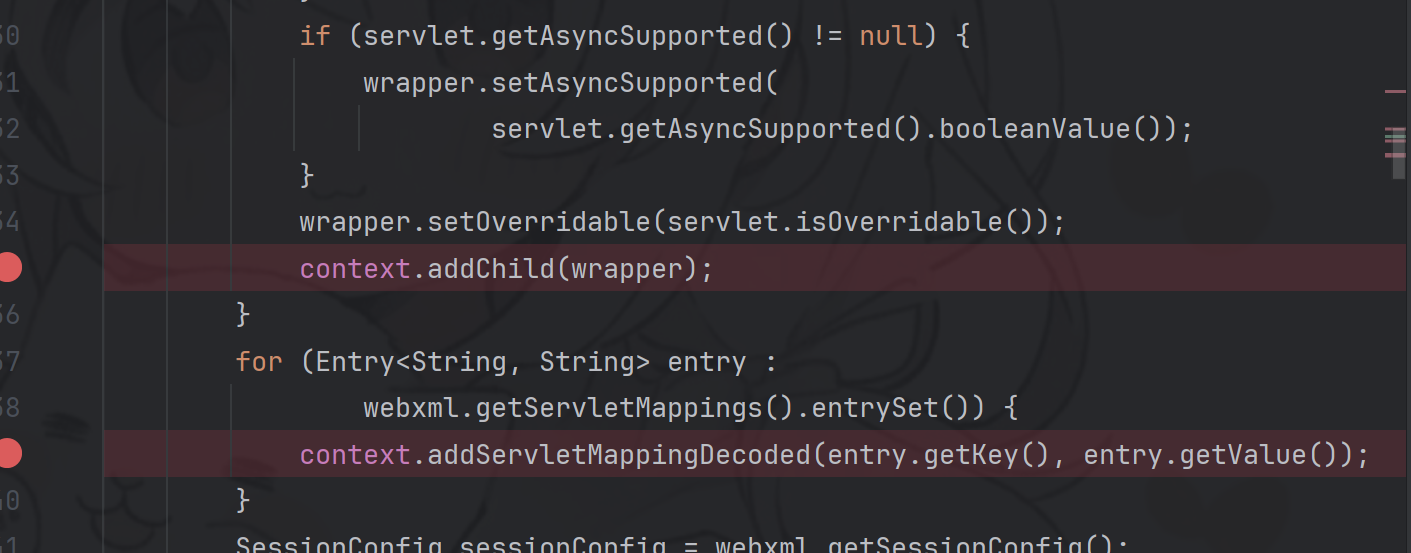 }
50 if (servlet.getAsyncSupported() != null) {
51 wrapper.setAsyncSupported(
52 servlet.getAsyncSupported().booleanValue());
53 }
54 wrapper.setOverridable(servlet.isOverridable());
context.addChild(wrapper);
56 }
57 for (Entry<String, String> entry :
58 webxml.getServletMappings().entrySet()) {
context.addServletMappingDecoded(entry.getKey(), entry.getValue());
}
SessionConfig sessionConfig = webxml.getSessionConfig();